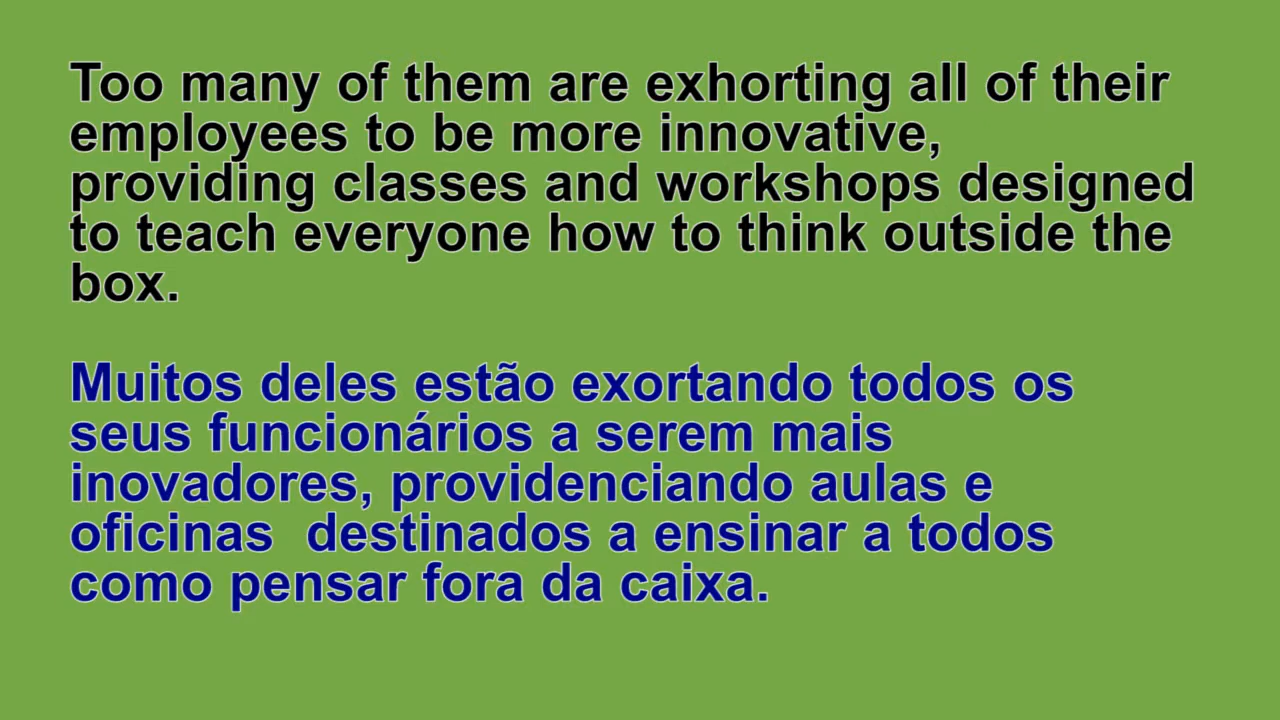 Too many of them are exhorting all of their
employees to be more innovative,
providing classes and workshops designed
to teach everyone how to think outside the
box.
Muitos deles estão exortando todos os
seus funcionários a serem mais
inovadores, providenciando aulas e
oficinas  destinados a ensinar a todos
como pensar fora da caixa.